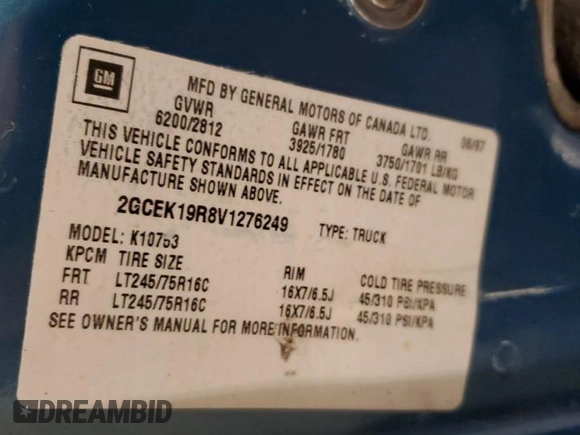 GM
MFD BY GENERAL MOTORS OF CANADA LTD.
06/97
GVWR GAWR FRT GAWR RR
6200/2812 3925/1780 3750/1701 LB/KG
THIS VEHICLE CONFORMS TO ALL APPLICABLE U.S. FEDERAL MOTOR
VEHICLE SAFETY STANDARDS IN EFFECT ON THE DATE OF
MANUFACTURE SHOWN ABOVE.
2GCEK19R8V1276249 TYPE: TRUCK
MODEL: K10753
KPCM TIRE SIZE RIM COLD TIRE PRESSURE
FRT LT245/75R16C 16X7/6.5J 45/310 PSI/KPA
RR LT245/75R16C 16X7/6.5J 45/310 PSI/KPA
SEE OWNER'S MANUAL FOR MORE INFORMATION.
DREAMBID